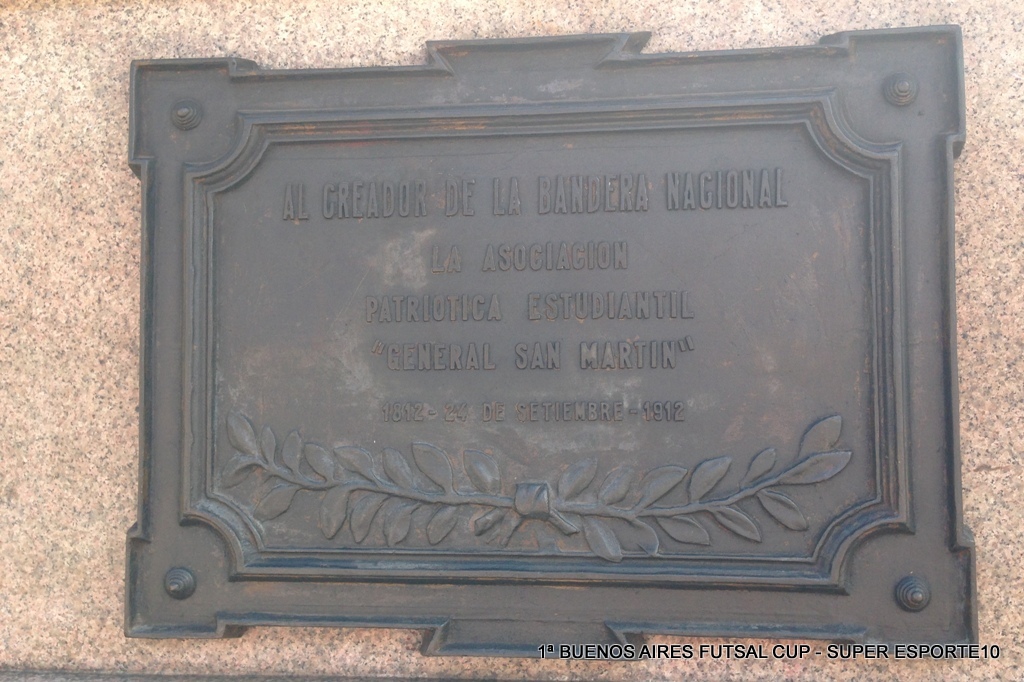 AL CREADOR DE LA BANDERA NACIONAL
LA ASOCIACION
PATRIOTICA ESTUDIANTIL
"GENERAL SAN MARTIN"
1812 - 24 DE SETIEMBRE - 1912
1ª BUENOS AIRES FUTSAL CUP - SUPER ESPORTE10